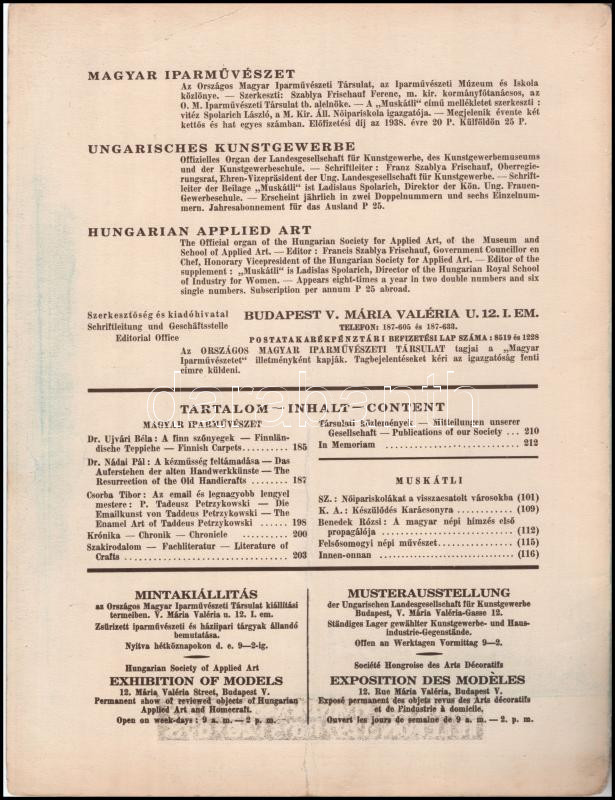 MAGYAR IPARMŰVÉSZET
Az Országos Magyar Iparművészeti Társulat, az Iparművészeti Múzeum és Iskola
közlönye. — Szerkeszti: Szablya Frischauf Ferenc, m. kir. kormányfőtanácsos, az
O. M. Iparművészeti Társulat tb. alelnöke. — A „Muskátli” című mellékletet szerkeszti :
vitéz Spolarich László, a M. Kir. Áll. Nőipariskola igazgatója. — Megjelenik évente két
kettős és hat egyes számban. Előfizetési díj az 1938. évre 20 P. Külföldön 25 P.
UNGARISCHES KUNSTGEWERBE
Offizielles Organ der Landesgesellschaft für Kunstgewerbe, des Kunstgewerbemuseums
und der Kunstgewerbeschule. — Schriftleiter : Franz Szablya Frischauf, Oberregie-
rungsrat, Ehren-Vizepräsident der Ung. Landesgesellschaft für Kunstgewerbe. — Schrift-
leiter der Beilage „Muskátli” ist Ladislaus Spolarich, Direktor der Kön. Ung. Frauen-
Gewerbeschule. — Erscheint jährlich in zwei Doppelnummern und sechs Einzelnum-
mern. Jahresabonnement für das Ausland P 25.
HUNGARIAN APPLIED ART
The Official organ of the Hungarian Society for Applied Art, of the Museum and
School of Applied Art. — Editor : Francis Szablya Frischauf, Government Councillor en
Chef, Honorary Vicepresident of the Hungarian Society for Applied Art. — Editor of the
supplement : „Muskátli” is Ladislas Spolarich, Director of the Hungarian Royal School
of Industry for Women. — Appears eight-times a year in two double numbers and six
single numbers. Subscription per annum P 25 abroad.
Szerkesztőség és kiadóhivatal
Schriftleitung und Geschäftsstelle
Editorial Office
BUDAPEST V. MÁRIA VALÉRIA U. 12. I. EM.
TELEFON: 187-605 és 187-633.
POSTATAKARÉKPÉNZTÁRI BEFIZETÉSI LAP SZÁMA : 8519 és 1228
Az ORSZÁGOS MAGYAR IPARMŰVÉSZETI TÁRSULAT tagjai a „Magyar
Iparművészetet” illetményként kapják. Tagbejelentéseket kéri az igazgatóság fenti
címre küldeni.
darabanth
TARTALOM — INHALT — CONTENT
MAGYAR IPARMŰVÉSZET
Dr. Ujvári Béla : A finn szőnyegek — Finnlän-
dische Teppiche — Finnish Carpets.......... 185
Dr. Nádai Pál : A kézművesség feltámadása — Das
Auferstehen der alten Handwerkkünste — The
Resurrection of the Old Handicrafts ........ 187
Csorba Tibor: Az email és legnagyobb lengyel
mestere : P. Tadeusz Petrzykowski — Die
Emailkunst von Taddeus Petrzykowski — The
Enamel Art of Taddeus Petrzykowski ...... 198
Krónika — Chronik — Chronicle .......... 200
Szakirodalom — Fachliteratur — Literature of
Crafts .................................. 203
Társulati közlemények — Mitteilungen unserer
Gesellschaft — Publications of our Society ... 210
In Memoriam ............................ 212
MUSKÁTLI
SZ.: Nőipariskolákat a visszacsatolt városokba (101)
K. A.: Készülődés Karácsonyra .............. (109)
Benedek Rózsi : A magyar népi hímzés első
propagálója ............................ (112)
Felsősomogyi népi művészet................. (115)
Innen-onnan ............................... (116)
MINTAKIÁLLITÁS
az Országos Magyar Iparművészeti Társulat kiállítási
termeiben. V. Mária Valéria u. 12. I. em.
Zsürizett iparművészeti és háziipari tárgyak állandó
bemutatása.
Nyitva hétköznapokon d. e. 9—2-ig.
Hungarian Society of Applied Art
EXHIBITION OF MODELS
12. Mária Valéria Street, Budapest V.
Permanent show of reviewed objects of Hungarian
Applied Art and Homecraft.
Open on week-days : 9 a. m. — 2 p. m.
MUSTERAUSSTELLUNG
der Ungarischen Landesgesellschaft für Kunstgewerbe
Budapest, V. Mária Valéria-Gasse 12.
Ständiges Lager gewählter Kunstgewerbe- und Haus-
industrie-Gegenstände.
Offen an Werktagen Vormittag 9—2.
Société Hongroise des Arts Décoratifs
EXPOSITION DES MODÈLES
12. Rue Mária Valéria, Budapest V.
Exposé permanent des objets revus des Arts décoratifs
et de l'industrie à domicile.
Ouvert les jours de semaine de 9 a. m. — 2. p. m.